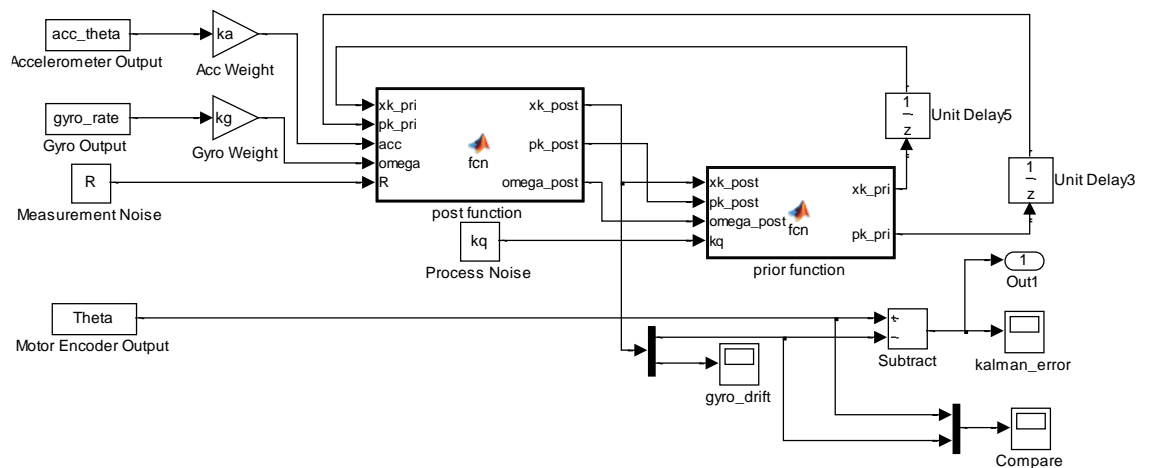 acc_theta
Accelerometer Output
ka
Acc Weight
gyro_rate
Gyro Output
kg
Gyro Weight
R
Measurement Noise
xk_pri
pk_pri
acc
omega
R
fcn
xk_post
pk_post
omega_post
post function
kq
Process Noise
xk_post
pk_post
omega_post
kq
fcn
xk_pri
pk_pri
prior function
1
z
Unit Delay5
1
z
Unit Delay3
1
Out1
Theta
Motor Encoder Output
+
−
Subtract
kalman_error
gyro_drift
Compare